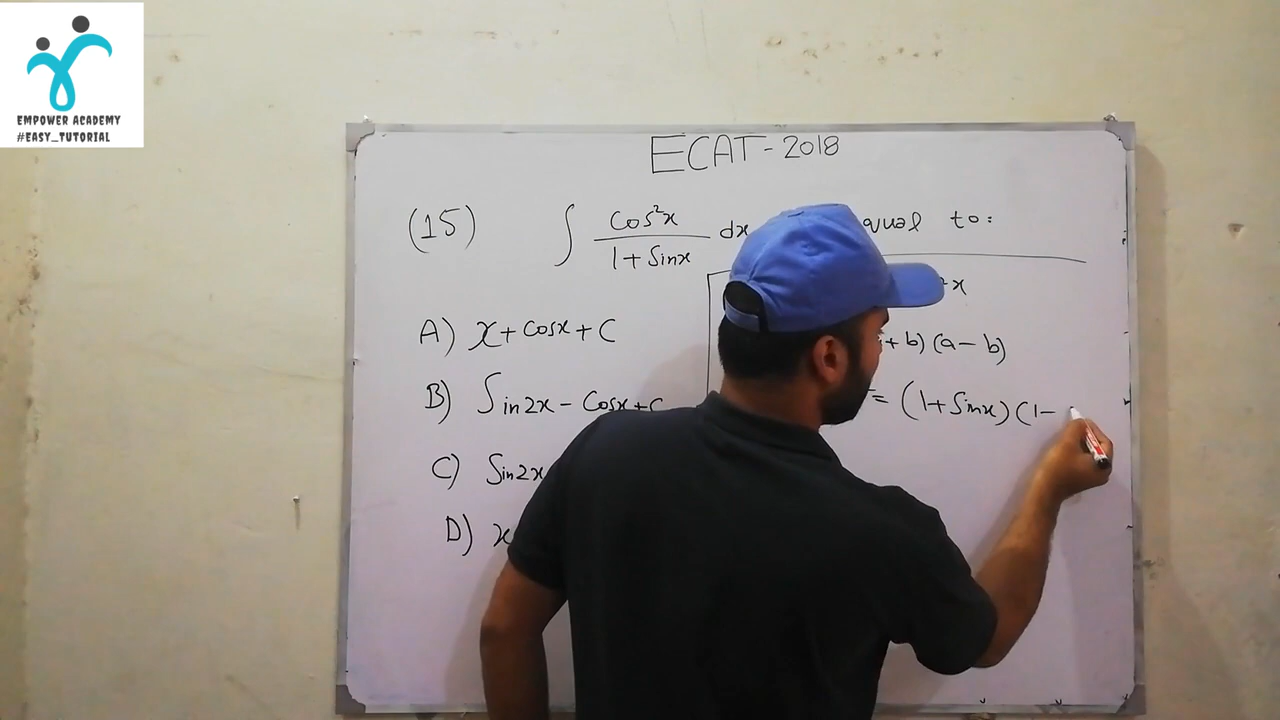 EMPOWER ACADEMY
#EASY_TUTORIAL
ECAT-2018
(15) ∫ Cos²x / 1 + Sinx dx qual to:
A) x + Cosx + C
B) Sin2x - Cosx + C
C) Sin2x
D) x
x
+ b) (a - b)
= (1 + Sinx) (1 -